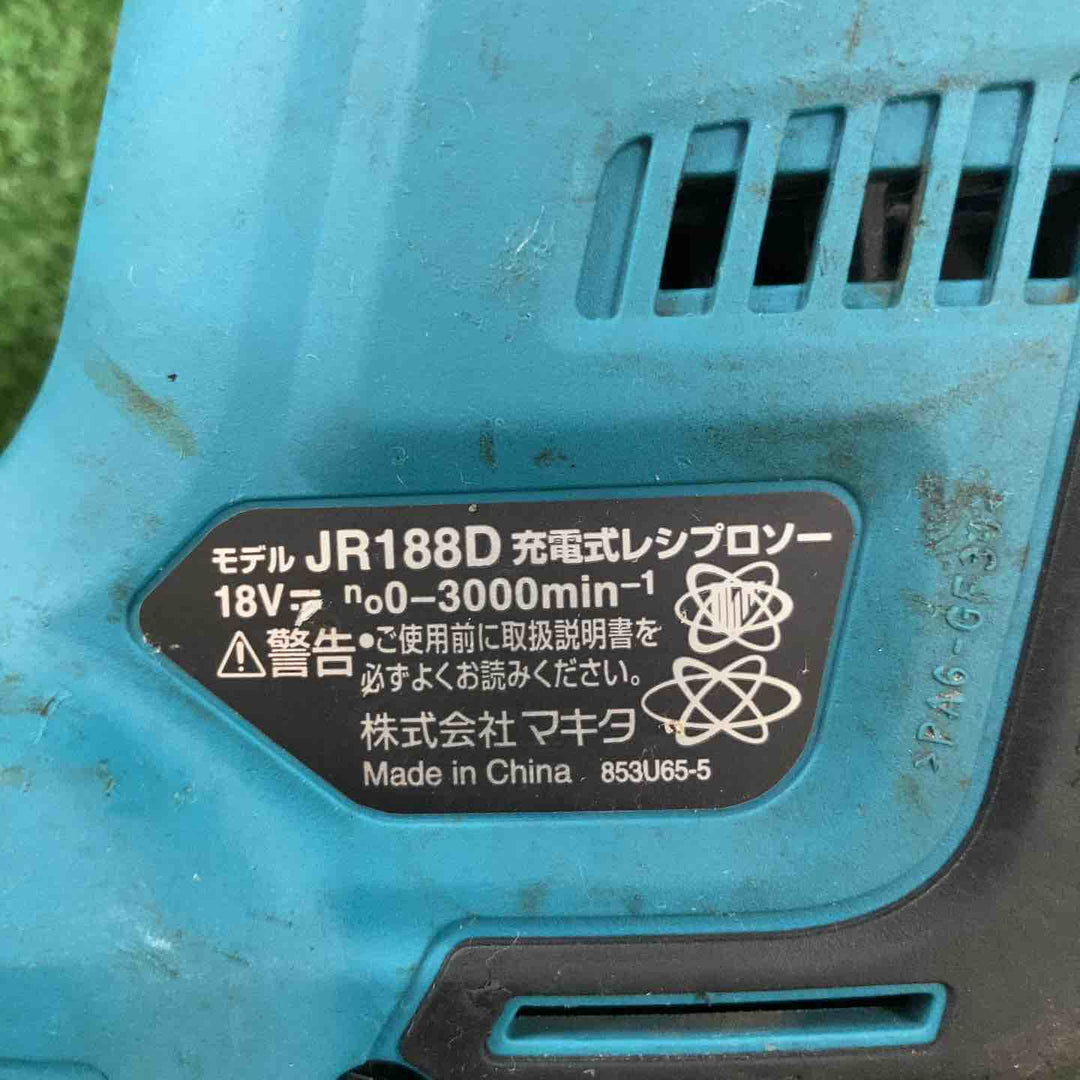 モデル JR188D 充電式レシプロソー
18V⎓ n₀0−3000min⁻¹
⚠警告 •ご使用前に取扱説明書を
必ずよくお読みください。
株式会社 マキタ
Made in China 853U65-5
>PA6-GF30<